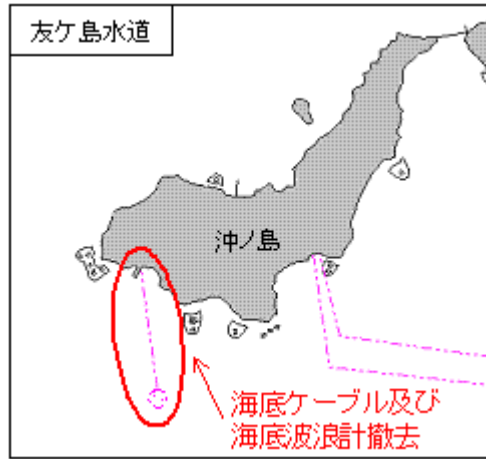 友ケ島水道
沖ノ島
海底ケーブル及び
海底波浪計撤去